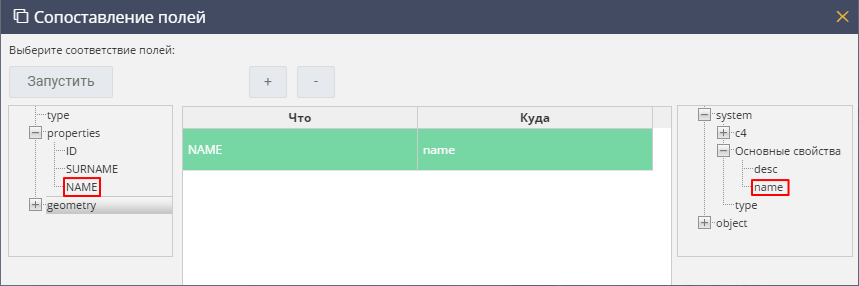 Сопоставление полей
Выберите соответствие полей:
Запустить
+
-
type
properties
ID
SURNAME
NAME
geometry
Что
Куда
NAME
name
system
c4
Основные свойства
desc
name
type
object